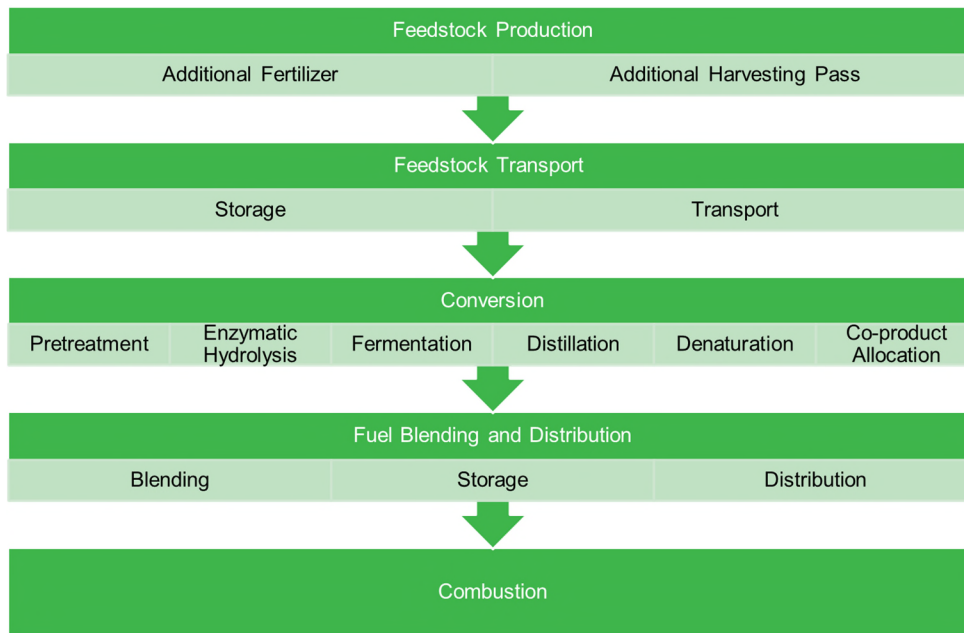 Feedstock Production
Additional Fertilizer
Additional Harvesting Pass
Feedstock Transport
Storage
Transport
Conversion
Pretreatment
Enzymatic
Hydrolysis
Fermentation
Distillation
Denaturation
Co-product
Allocation
Fuel Blending and Distribution
Blending
Storage
Distribution
Combustion